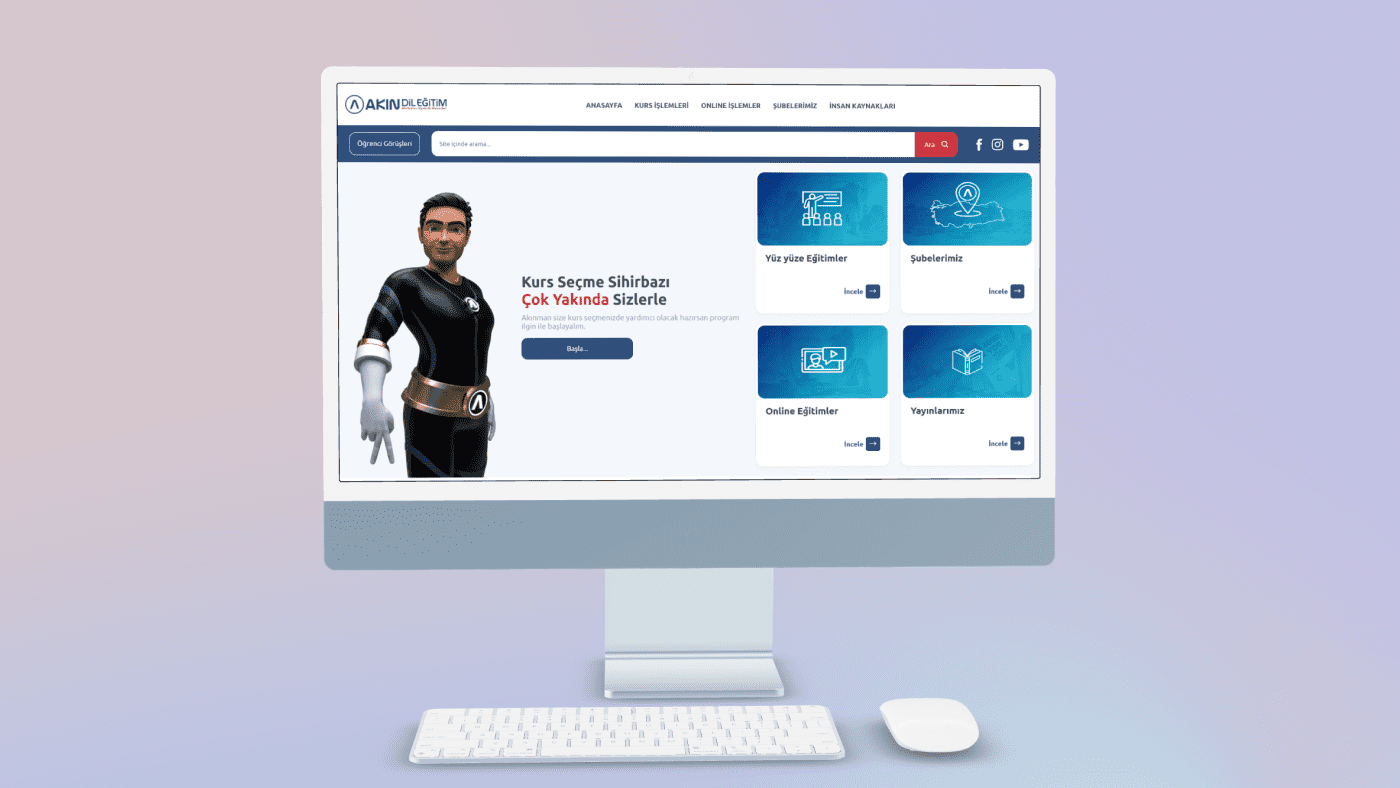 AKIN DİL EĞİTİM
ANASAYFA KURS İŞLEMLERİ ONLINE İŞLEMLER ŞUBELERİMİZ İNSAN KAYNAKLARI
Öğrenci Görüşleri
Site içinde arama...
Ara
Kurs Seçme Sihirbazı
Çok Yakında Sizlerle
Akınman size kurs seçmenizde yardımcı olacak hazırsan program
ilgin ile başlayalım.
Başla...
Yüz yüze Eğitimler
İncele
Şubelerimiz
İncele
Online Eğitimler
İncele
Yayınlarımız
İncele